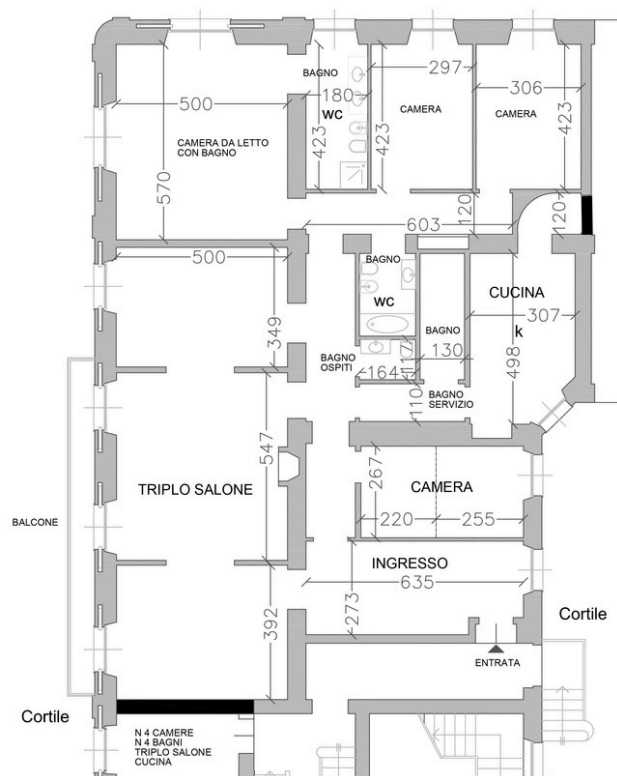 BAGNO
297
306
500
180
WC
CAMERA
CAMERA
CAMERA DA LETTO
CON BAGNO
423
423
423
570
120
120
603
500
BAGNO
349
WC
CUCINA
k
307
BAGNO
130
BAGNO
OSPITI
117
164
498
BAGNO
SERVIZIO
110
547
267
TRIPLO SALONE
CAMERA
220
255
BALCONE
INGRESSO
635
273
392
Cortile
ENTRATA
Cortile
N 4 CAMERE
N 4 BAGNI
TRIPLO SALONE
CUCINA